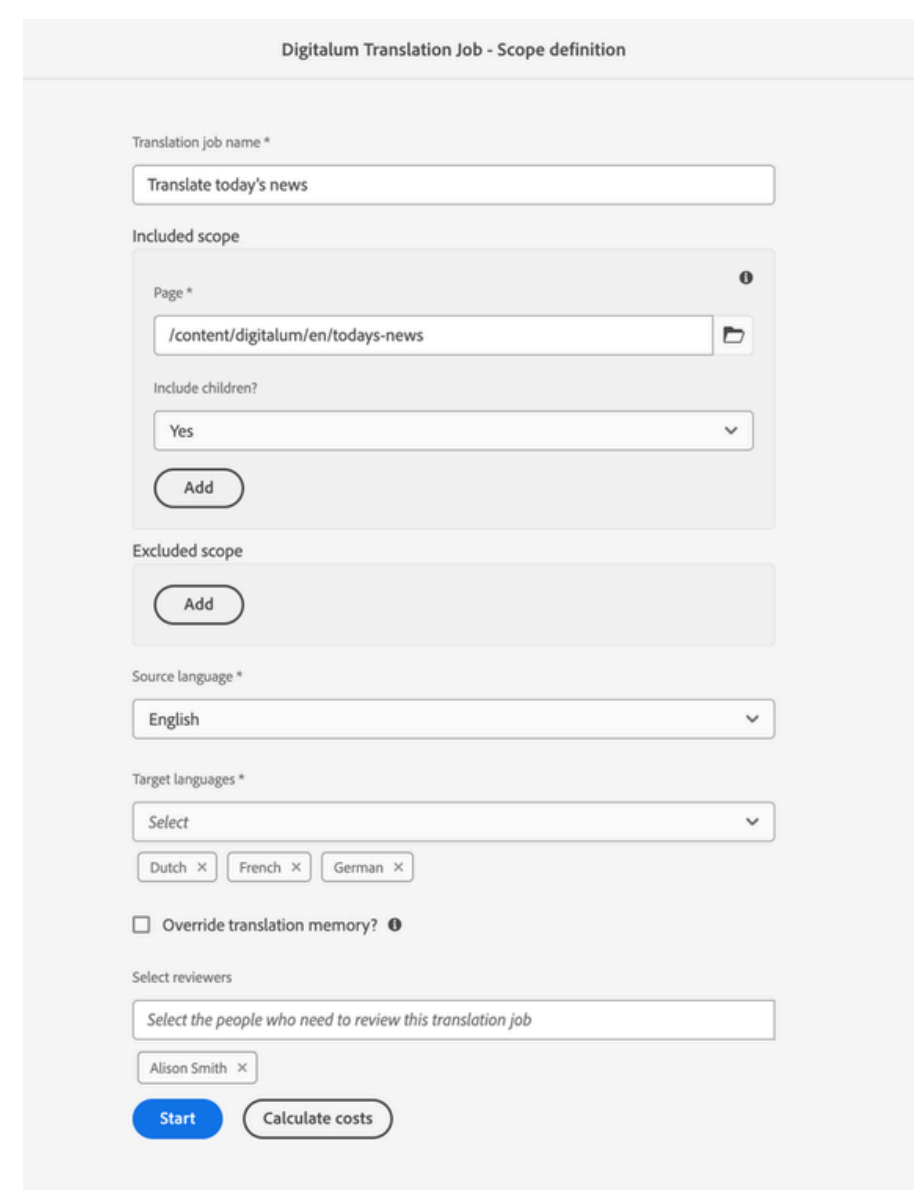 Digitalum Translation Job - Scope definition
Translation job name *
Translate today's news
Included scope
Page *
/content/digitalum/en/todays-news
Include children?
Yes
Add
Excluded scope
Add
Source language *
English
Target languages *
Select
Dutch × French × German ×
Override translation memory?
Select reviewers
Select the people who need to review this translation job
Alison Smith ×
Start Calculate costs